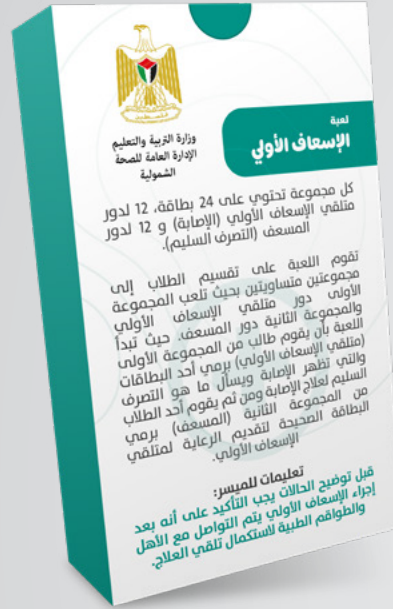 وزارة التربية والتعليم
الإدارة العامة للصحة
الشمولية
لعبة
الإسعاف الأولي
كل مجموعة تحتوي على 24 بطاقة، 12 لدور
متلقي الإسعاف الأولي (الإصابة) و 12 لدور
المسعف (التصرف السليم).
تقوم اللعبة على تقسيم الطلاب إلى
مجموعتين متساويتين بحيث تلعب المجموعة
الأولى دور متلقي الإسعاف الأولي
والمجموعة الثانية دور المسعف، حيث تبدأ
اللعبة بأن يقوم طالب من المجموعة الأولى
(متلقي الإسعاف الأولي) برمي أحد البطاقات
والتي تظهر الإصابة ويسأل ما هو التصرف
السليم لعلاج الإصابة ومن ثم يقوم أحد الطلاب
من المجموعة الثانية (المسعف) برمي
البطاقة الصحيحة لتقديم الرعاية لمتلقي
الإسعاف الأولي.
تعليمات للميسر:
قبل توضيح الحالات يجب التأكيد على أنه بعد
إجراء الإسعاف الأولي يتم التواصل مع الأهل
والطواقم الطبية لاستكمال تلقي العلاج.